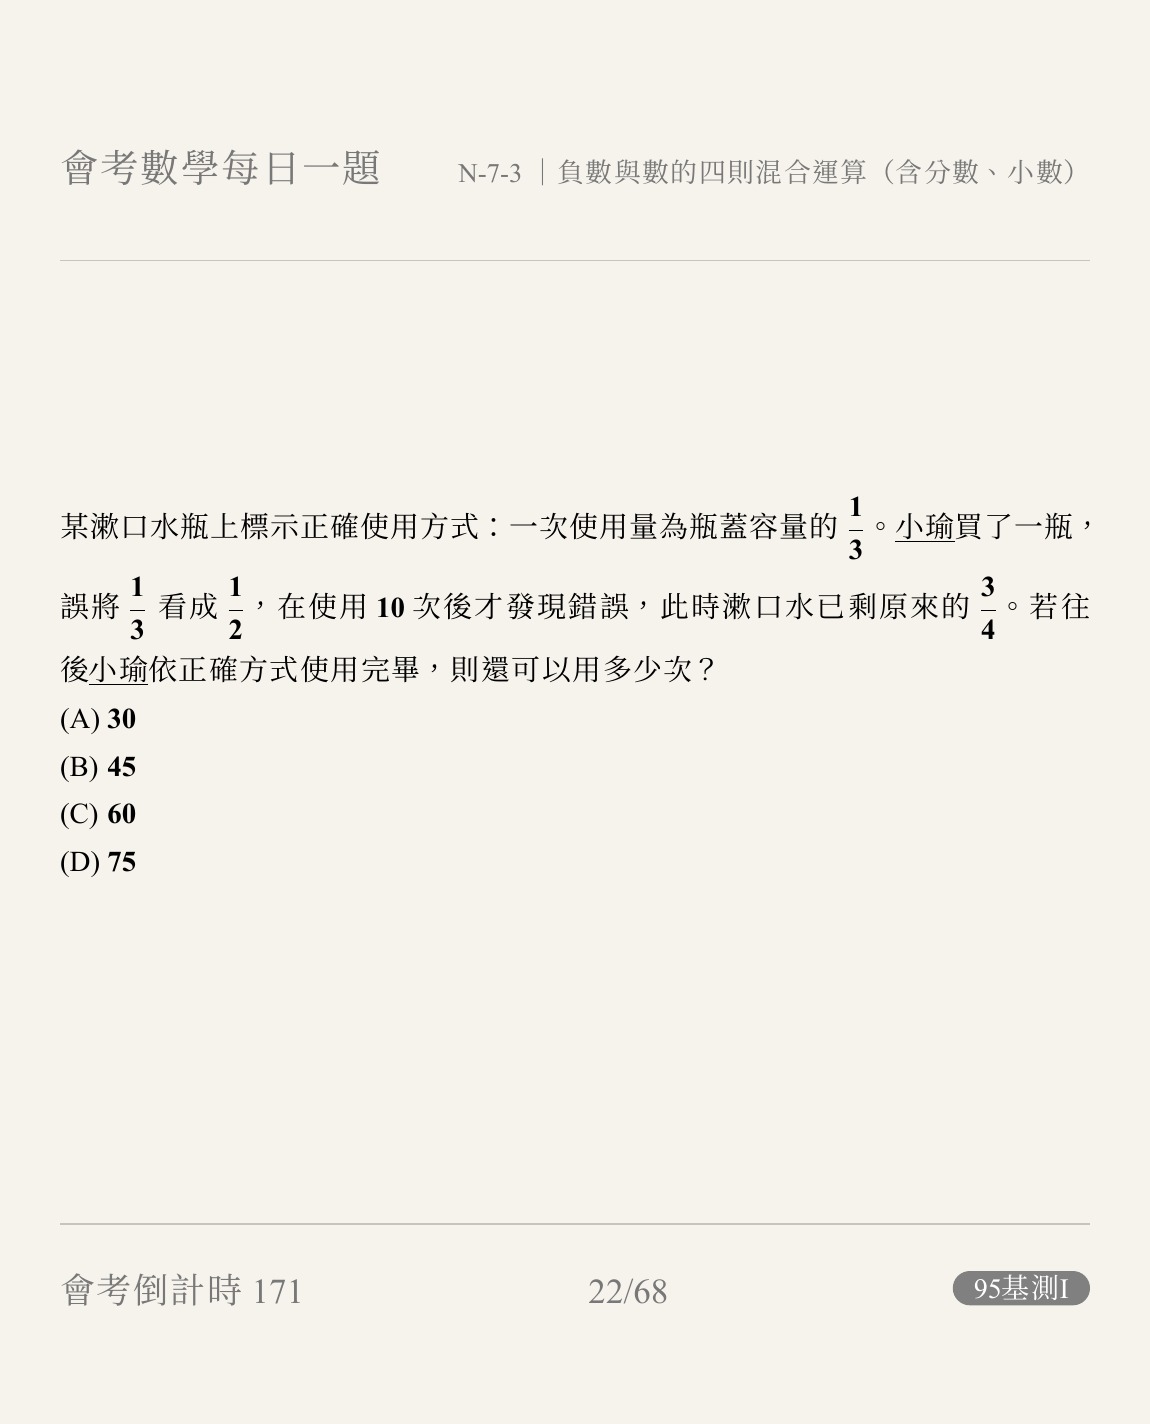 會考數學每日一題
N-7-3｜負數與數的四則混合運算（含分數、小數）
某漱口水瓶上標示正確使用方式：一次使用量為瓶蓋容量的 1/3。小瑜買了一瓶，
誤將 1/3 看成 1/2，在使用 10 次後才發現錯誤，此時漱口水已剩原來的 3/4。若往
後小瑜依正確方式使用完畢，則還可以用多少次？
(A) 30
(B) 45
(C) 60
(D) 75
會考倒計時 171
22/68
95基測I